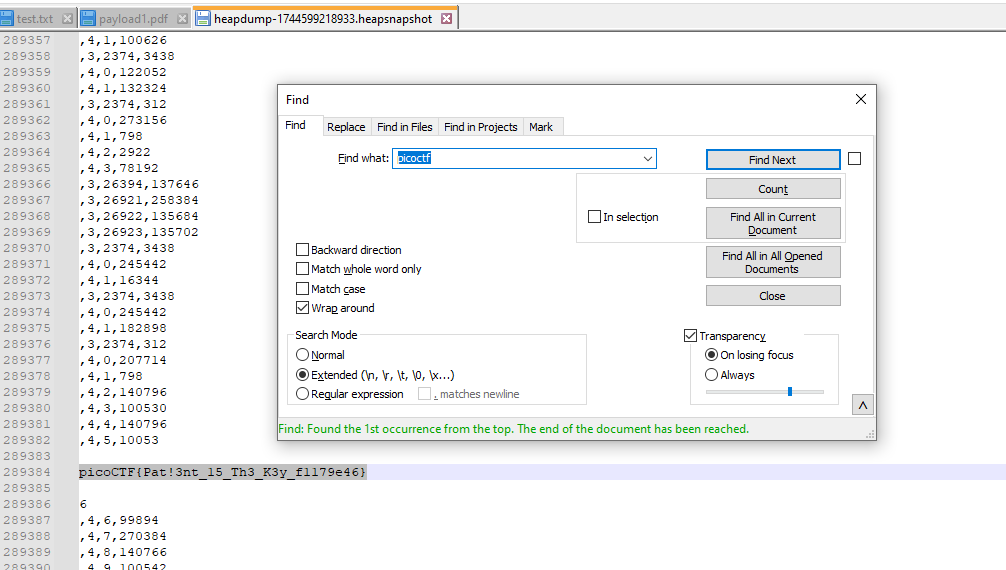 test.txt payload1.pdf heapdump-1744599218933.heapsnapshot
289357 ,4,1,100626
289358 ,3,2374,3438
289359 ,4,0,122052
289360 ,4,1,132324
289361 ,3,2374,312
289362 ,4,0,273156
289363 ,4,1,798
289364 ,4,2,2922
289365 ,4,3,78192
289366 ,3,26394,137646
289367 ,3,26921,258384
289368 ,3,26922,135684
289369 ,3,26923,135702
289370 ,3,2374,3438
289371 ,4,0,245442
289372 ,4,1,16344
289373 ,3,2374,3438
289374 ,4,0,245442
289375 ,4,1,182898
289376 ,3,2374,312
289377 ,4,0,207714
289378 ,4,1,798
289379 ,4,2,140796
289380 ,4,3,100530
289381 ,4,4,140796
289382 ,4,5,10053
289383
289384 picoCTF{Pat!3nt_15_Th3_K3y_f1179e46}
289385
289386 6
289387 ,4,6,99894
289388 ,4,7,270384
289389 ,4,8,140766
289390 ,4,9,100542
Find
Find Replace Find in Files Find in Projects Mark
Find what: picoctf
Find Next
Count
In selection
Find All in Current
Document
Find All in All Opened
Documents
Close
Backward direction
Match whole word only
Match case
Wrap around
Search Mode
Normal
Extended (\n, \r, \t, \0, \x...)
Regular expression . matches newline
Transparency
On losing focus
Always
Find: Found the 1st occurrence from the top. The end of the document has been reached.